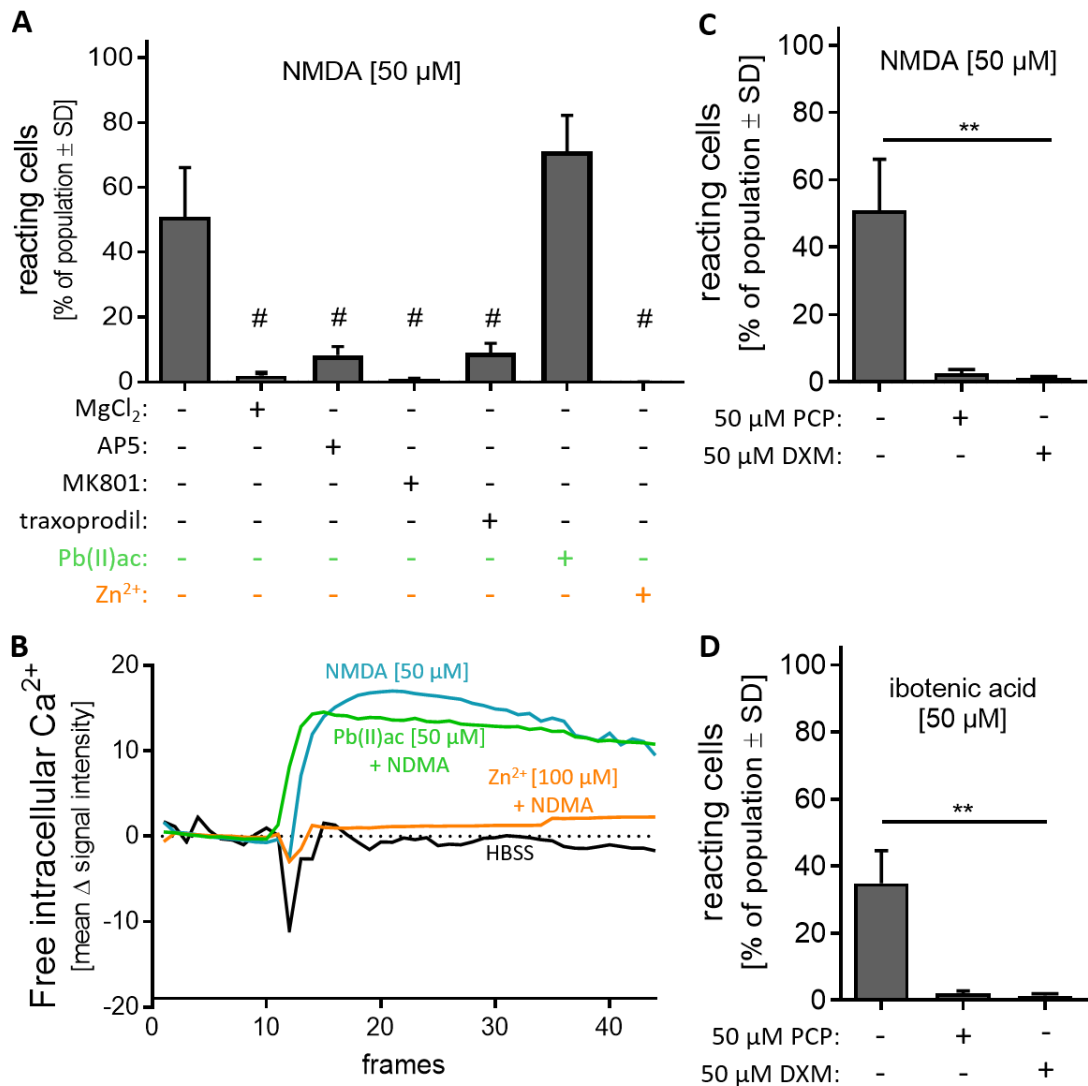 A
NMDA [50 µM]
reacting cells
[% of population ± SD]
100
80
60
40
20
0
# # # # #
MgCl₂: - + - - - - -
AP5: - - + - - - -
MK801: - - - + - - -
traxoprodil: - - - - + - -
Pb(II)ac: - - - - - + -
Zn²⁺: - - - - - - +
B
Free intracellular Ca²⁺
[mean Δ signal intensity]
20
10
0
-10
-20
NMDA [50 µM]
Pb(II)ac [50 µM]
+ NDMA
Zn²⁺ [100 µM]
+ NDMA
HBSS
0 10 20 30 40
frames
C
NMDA [50 µM]
reacting cells
[% of population ± SD]
100
80
60
40
20
0
**
50 µM PCP: - + -
50 µM DXM: - - +
D
ibotenic acid
[50 µM]
reacting cells
[% of population ± SD]
100
80
60
40
20
0
**
50 µM PCP: - + -
50 µM DXM: - - +